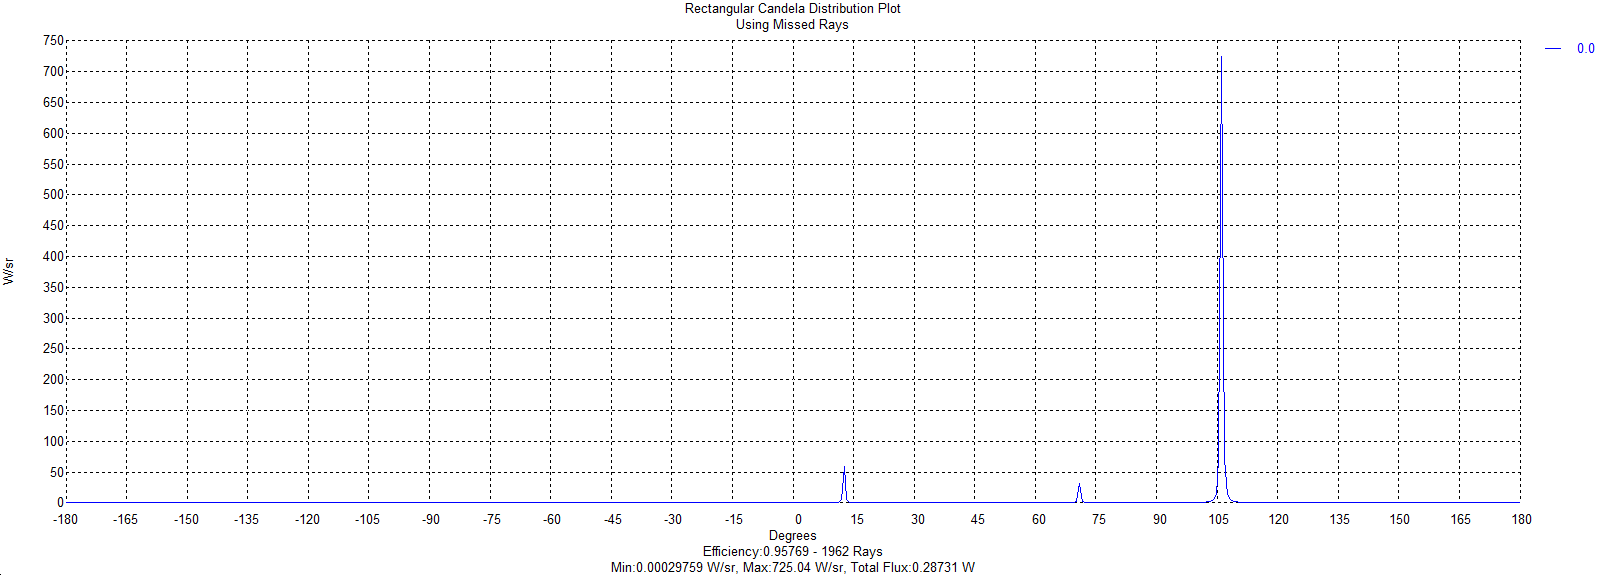 Rectangular Candela Distribution Plot
Using Missed Rays
0.0
750
700
650
600
550
500
450
400
350
300
250
200
150
100
50
0
W/sr
-180 -165 -150 -135 -120 -105 -90 -75 -60 -45 -30 -15 0 15 30 45 60 75 90 105 120 135 150 165 180
Degrees
Efficiency:0.95769 - 1962 Rays
Min:0.00029759 W/sr, Max:725.04 W/sr, Total Flux:0.28731 W